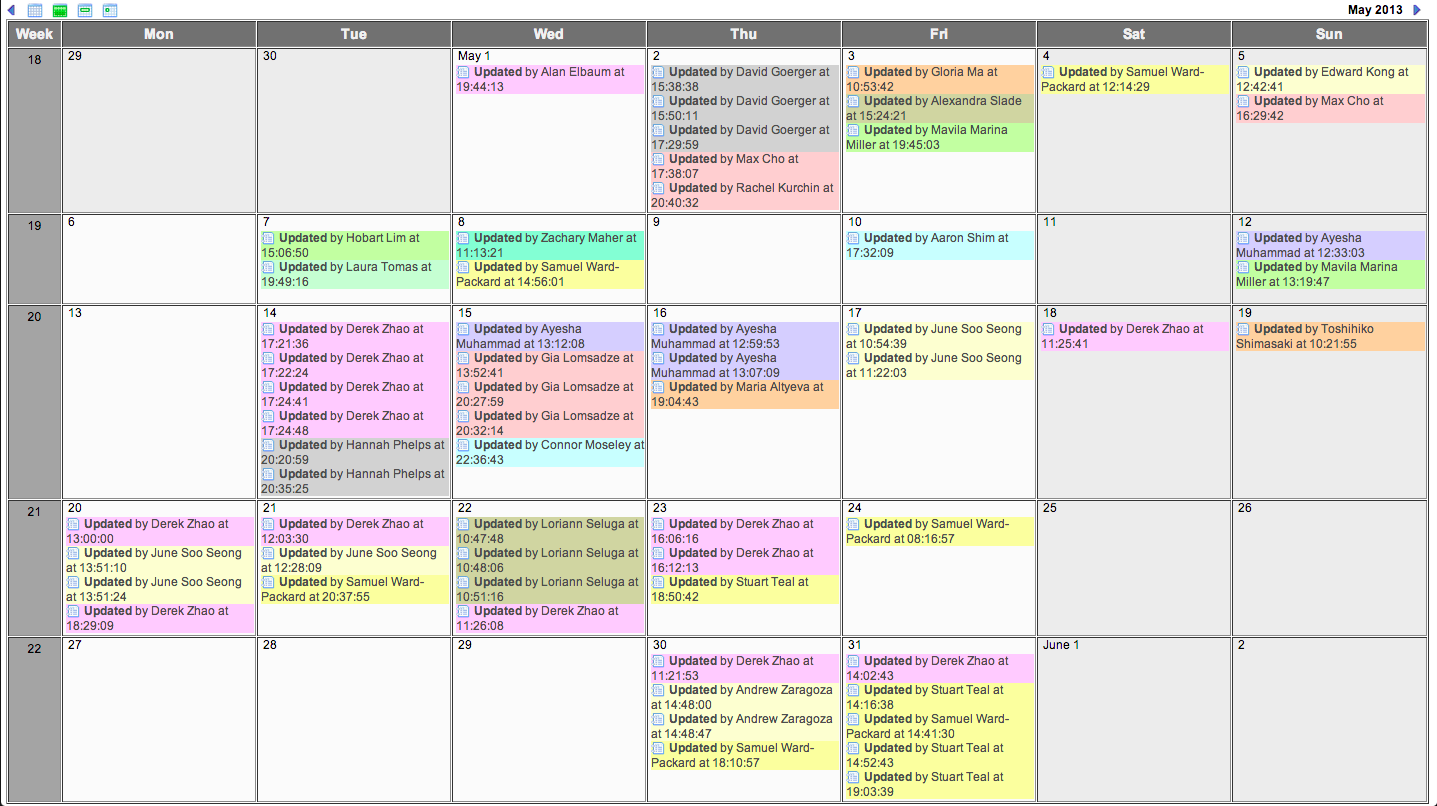 May 2013
Week Mon Tue Wed Thu Fri Sat Sun
18
29
30
May 1
Updated by Alan Elbaum at
19:44:13
2
Updated by David Goerger at
15:38:38
Updated by David Goerger at
15:50:11
Updated by David Goerger at
17:29:59
Updated by Max Cho at
17:38:07
Updated by Rachel Kurchin at
20:40:32
3
Updated by Gloria Ma at
10:53:42
Updated by Alexandra Slade
at 15:24:21
Updated by Mavila Marina
Miller at 19:45:03
4
Updated by Samuel Ward-
Packard at 12:14:29
5
Updated by Edward Kong at
12:42:41
Updated by Max Cho at
16:29:42
19
6
7
Updated by Hobart Lim at
15:06:50
Updated by Laura Tomas at
19:49:16
8
Updated by Zachary Maher at
11:13:21
Updated by Samuel Ward-
Packard at 14:56:01
9
10
Updated by Aaron Shim at
17:32:09
11
12
Updated by Ayesha
Muhammad at 12:33:03
Updated by Mavila Marina
Miller at 13:19:47
20
13
14
Updated by Derek Zhao at
17:21:36
Updated by Derek Zhao at
17:22:24
Updated by Derek Zhao at
17:24:41
Updated by Derek Zhao at
17:24:48
Updated by Hannah Phelps at
20:20:59
Updated by Hannah Phelps at
20:35:25
15
Updated by Ayesha
Muhammad at 13:12:08
Updated by Gia Lomsadze at
13:52:41
Updated by Gia Lomsadze at
20:27:59
Updated by Gia Lomsadze at
20:32:14
Updated by Connor Moseley at
22:36:43
16
Updated by Ayesha
Muhammad at 12:59:53
Updated by Ayesha
Muhammad at 13:07:09
Updated by Maria Altyeva at
19:04:43
17
Updated by June Soo Seong
at 10:54:39
Updated by June Soo Seong
at 11:22:03
18
Updated by Derek Zhao at
11:25:41
19
Updated by Toshihiko
Shimasaki at 10:21:55
21
20
Updated by Derek Zhao at
13:00:00
Updated by June Soo Seong
at 13:51:10
Updated by June Soo Seong
at 13:51:24
Updated by Derek Zhao at
18:29:09
21
Updated by Derek Zhao at
12:03:30
Updated by June Soo Seong
at 12:28:09
Updated by Samuel Ward-
Packard at 20:37:55
22
Updated by Loriann Seluga at
10:47:48
Updated by Loriann Seluga at
10:48:06
Updated by Loriann Seluga at
10:51:16
Updated by Derek Zhao at
11:26:08
23
Updated by Derek Zhao at
16:06:16
Updated by Derek Zhao at
16:12:13
Updated by Stuart Teal at
18:50:42
24
Updated by Samuel Ward-
Packard at 08:16:57
25
26
22
27
28
29
30
Updated by Derek Zhao at
11:21:53
Updated by Andrew Zaragoza
at 14:48:00
Updated by Andrew Zaragoza
at 14:48:47
Updated by Samuel Ward-
Packard at 18:10:57
31
Updated by Derek Zhao at
14:02:43
Updated by Stuart Teal at
14:16:38
Updated by Samuel Ward-
Packard at 14:41:30
Updated by Stuart Teal at
14:52:43
Updated by Stuart Teal at
19:03:39
June 1
2